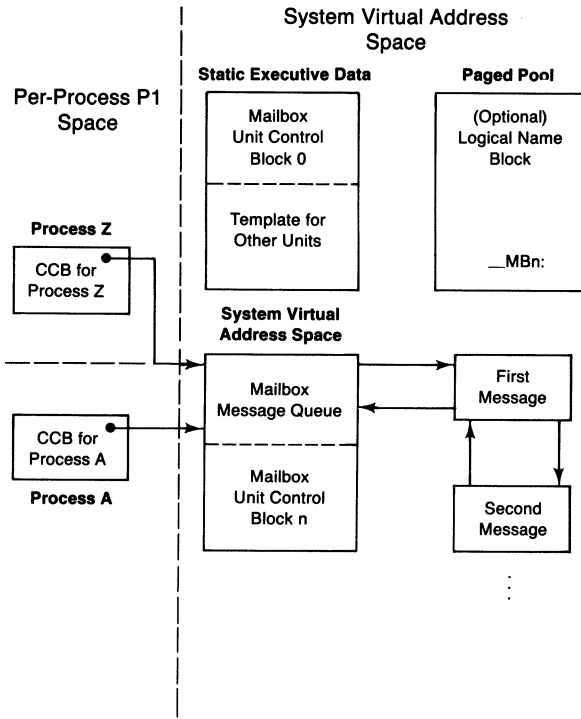 System Virtual Address
Space
Per-Process P1
Space
Static Executive Data
Mailbox
Unit Control
Block 0
Template for
Other Units
Paged Pool
(Optional)
Logical Name
Block
__MBn:
Process Z
CCB for
Process Z
System Virtual
Address Space
Mailbox
Message Queue
Mailbox
Unit Control
Block n
First
Message
Second
Message
.
.
.
CCB for
Process A
Process A